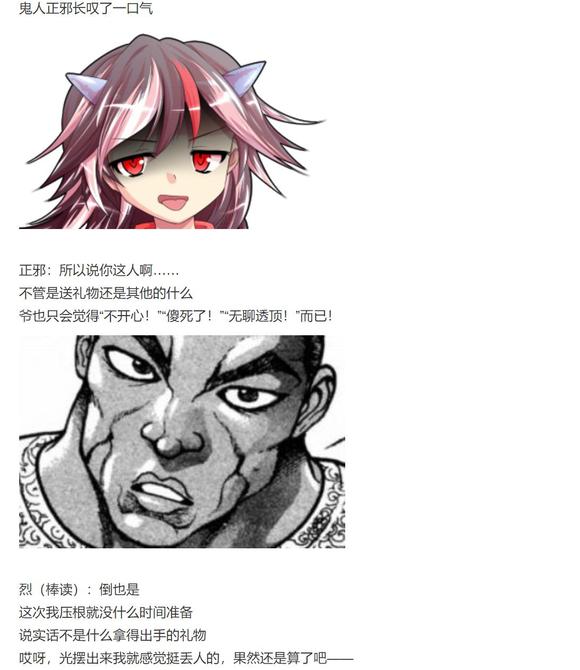 鬼人正邪长叹了一口气
正邪：所以说你这人啊……
不管是送礼物还是其他的什么
爷也只会觉得“不开心！”“傻死了！”“无聊透顶！”而已！
烈（棒读）：倒也是
这次我压根就没什么时间准备
说实话不是什么拿得出手的礼物
哎呀，光摆出来我就感觉挺丢人的，果然还是算了吧——